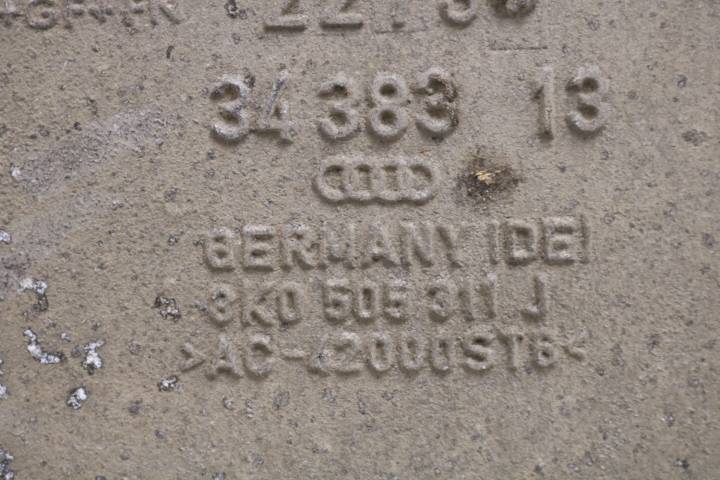 34 383 13
GERMANY (DE)
8K0 505 311 J
>AC-42000ST6<